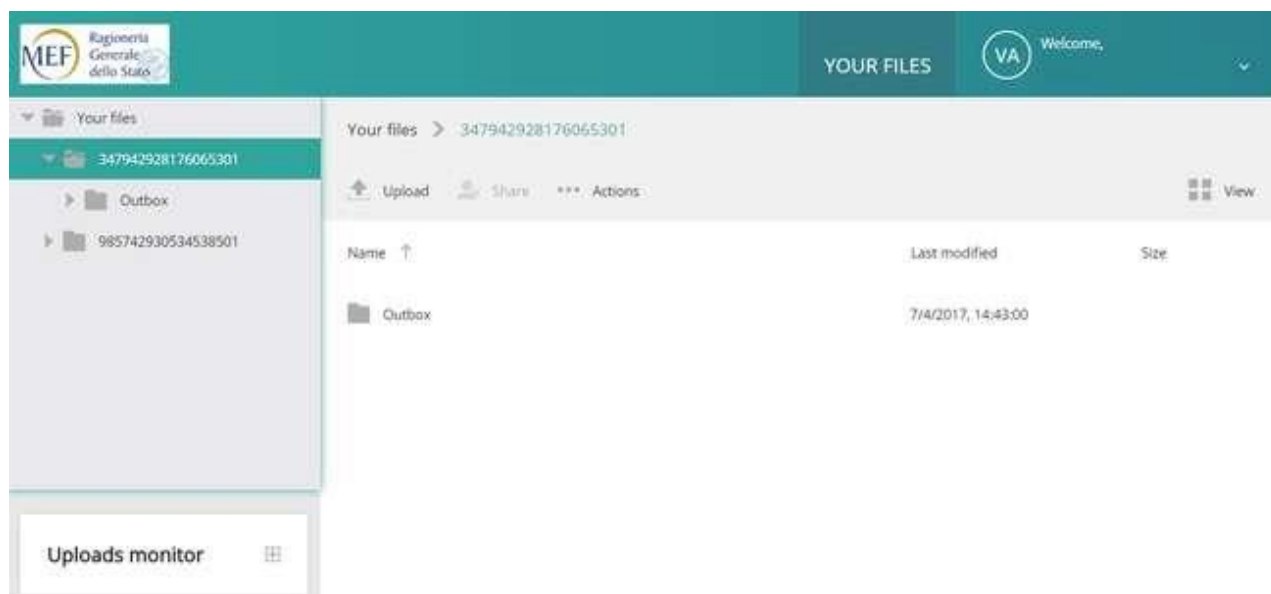 MEF
Ragioneria
Generale
dello Stato
YOUR FILES
VA
Welcome,
Your files
347942928176065301
Outbox
985742930534538501
Your files > 347942928176065301
Upload Share ••• Actions
View
Name ↑ Last modified Size
Outbox 7/4/2017, 14:43:00
Uploads monitor